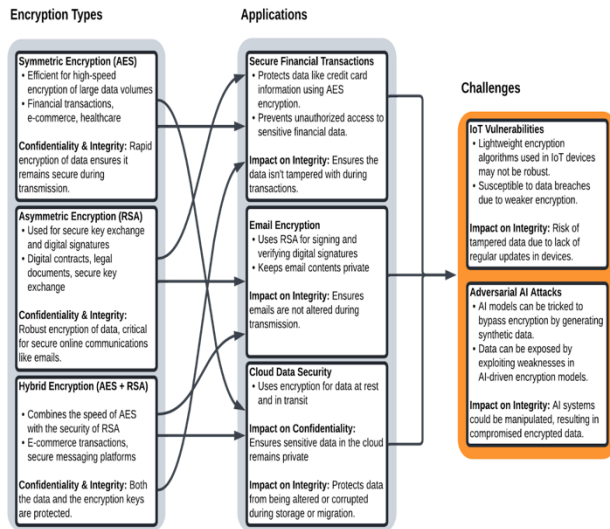 Encryption Types
Symmetric Encryption (AES)
• Efficient for high-speed
encryption of large data volumes
• Financial transactions,
e-commerce, healthcare
Confidentiality & Integrity: Rapid
encryption of data ensures it
remains secure during
transmission.
Asymmetric Encryption (RSA)
• Used for secure key exchange
and digital signatures
• Digital contracts, legal
documents, secure key
exchange
Confidentiality & Integrity:
Robust encryption of data, critical
for secure online communications
like emails.
Hybrid Encryption (AES + RSA)
• Combines the speed of AES
with the security of RSA
• E-commerce transactions,
secure messaging platforms
Confidentiality & Integrity: Both
the data and the encryption keys
are protected.
Applications
Secure Financial Transactions
• Protects data like credit card
information using AES
encryption.
• Prevents unauthorized access to
sensitive financial data.
Impact on Integrity: Ensures the
data isn't tampered with during
transactions.
Email Encryption
• Uses RSA for signing and
verifying digital signatures
• Keeps email contents private
Impact on Integrity: Ensures
emails are not altered during
transmission.
Cloud Data Security
• Uses encryption for data at rest
and in transit
Impact on Confidentiality:
Ensures sensitive data in the cloud
remains private
Impact on Integrity: Protects data
from being altered or corrupted
during storage or migration.
Challenges
IoT Vulnerabilities
• Lightweight encryption
algorithms used in IoT devices
may not be robust.
• Susceptible to data breaches
due to weaker encryption.
Impact on Integrity: Risk of
tampered data due to lack of
regular updates in devices.
Adversarial AI Attacks
• AI models can be tricked to
bypass encryption by generating
synthetic data.
• Data can be exposed by
exploiting weaknesses in
AI-driven encryption models.
Impact on Integrity: AI systems
could be manipulated, resulting in
compromised encrypted data.